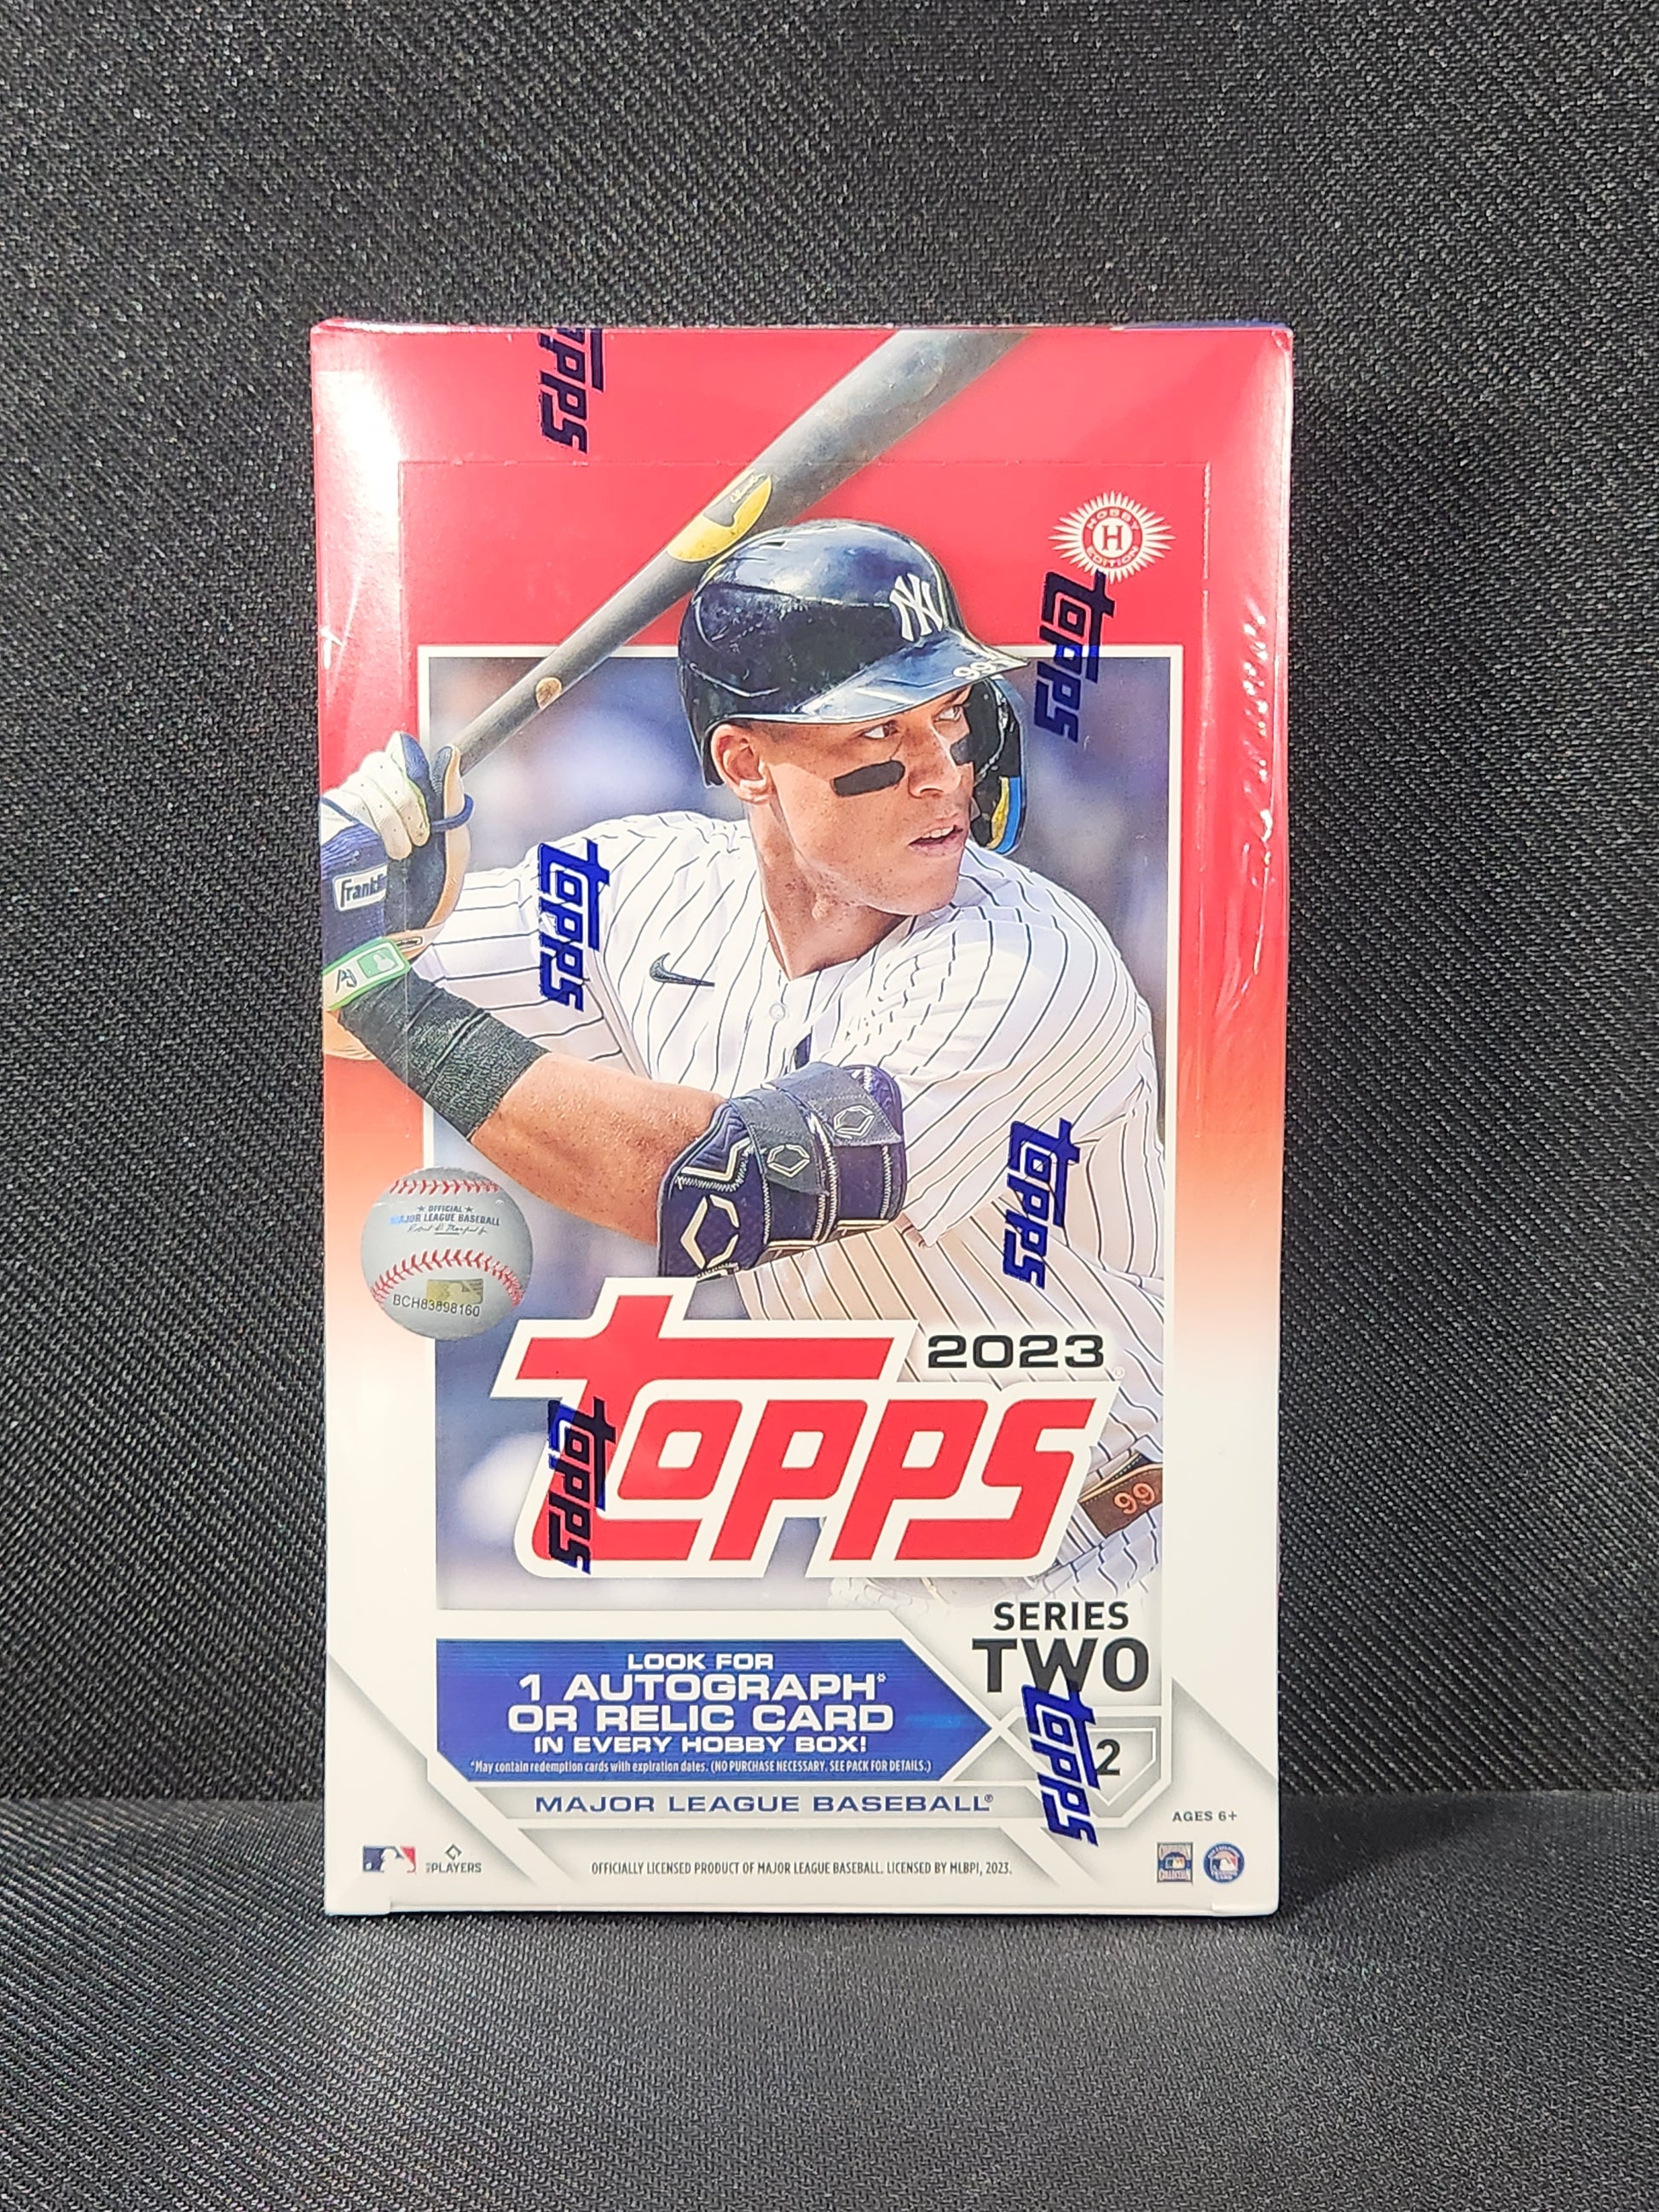 topps
HOBBY
H
EDITION
NY
99
topps
Franklin
topps
AJ
topps
OFFICIAL
MAJOR LEAGUE BASEBALL
BCH83898160
2023
topps
topps
99
SERIES
TWO
LOOK FOR
1 AUTOGRAPH*
OR RELIC CARD
IN EVERY HOBBY BOX!
*May contain redemption cards with expiration dates. (NO PURCHASE NECESSARY. SEE PACK FOR DETAILS.)
topps
2
MAJOR LEAGUE BASEBALL®
AGES 6+
PLAYERS
OFFICIALLY LICENSED PRODUCT OF MAJOR LEAGUE BASEBALL. LICENSED BY MLBPI, 2023.